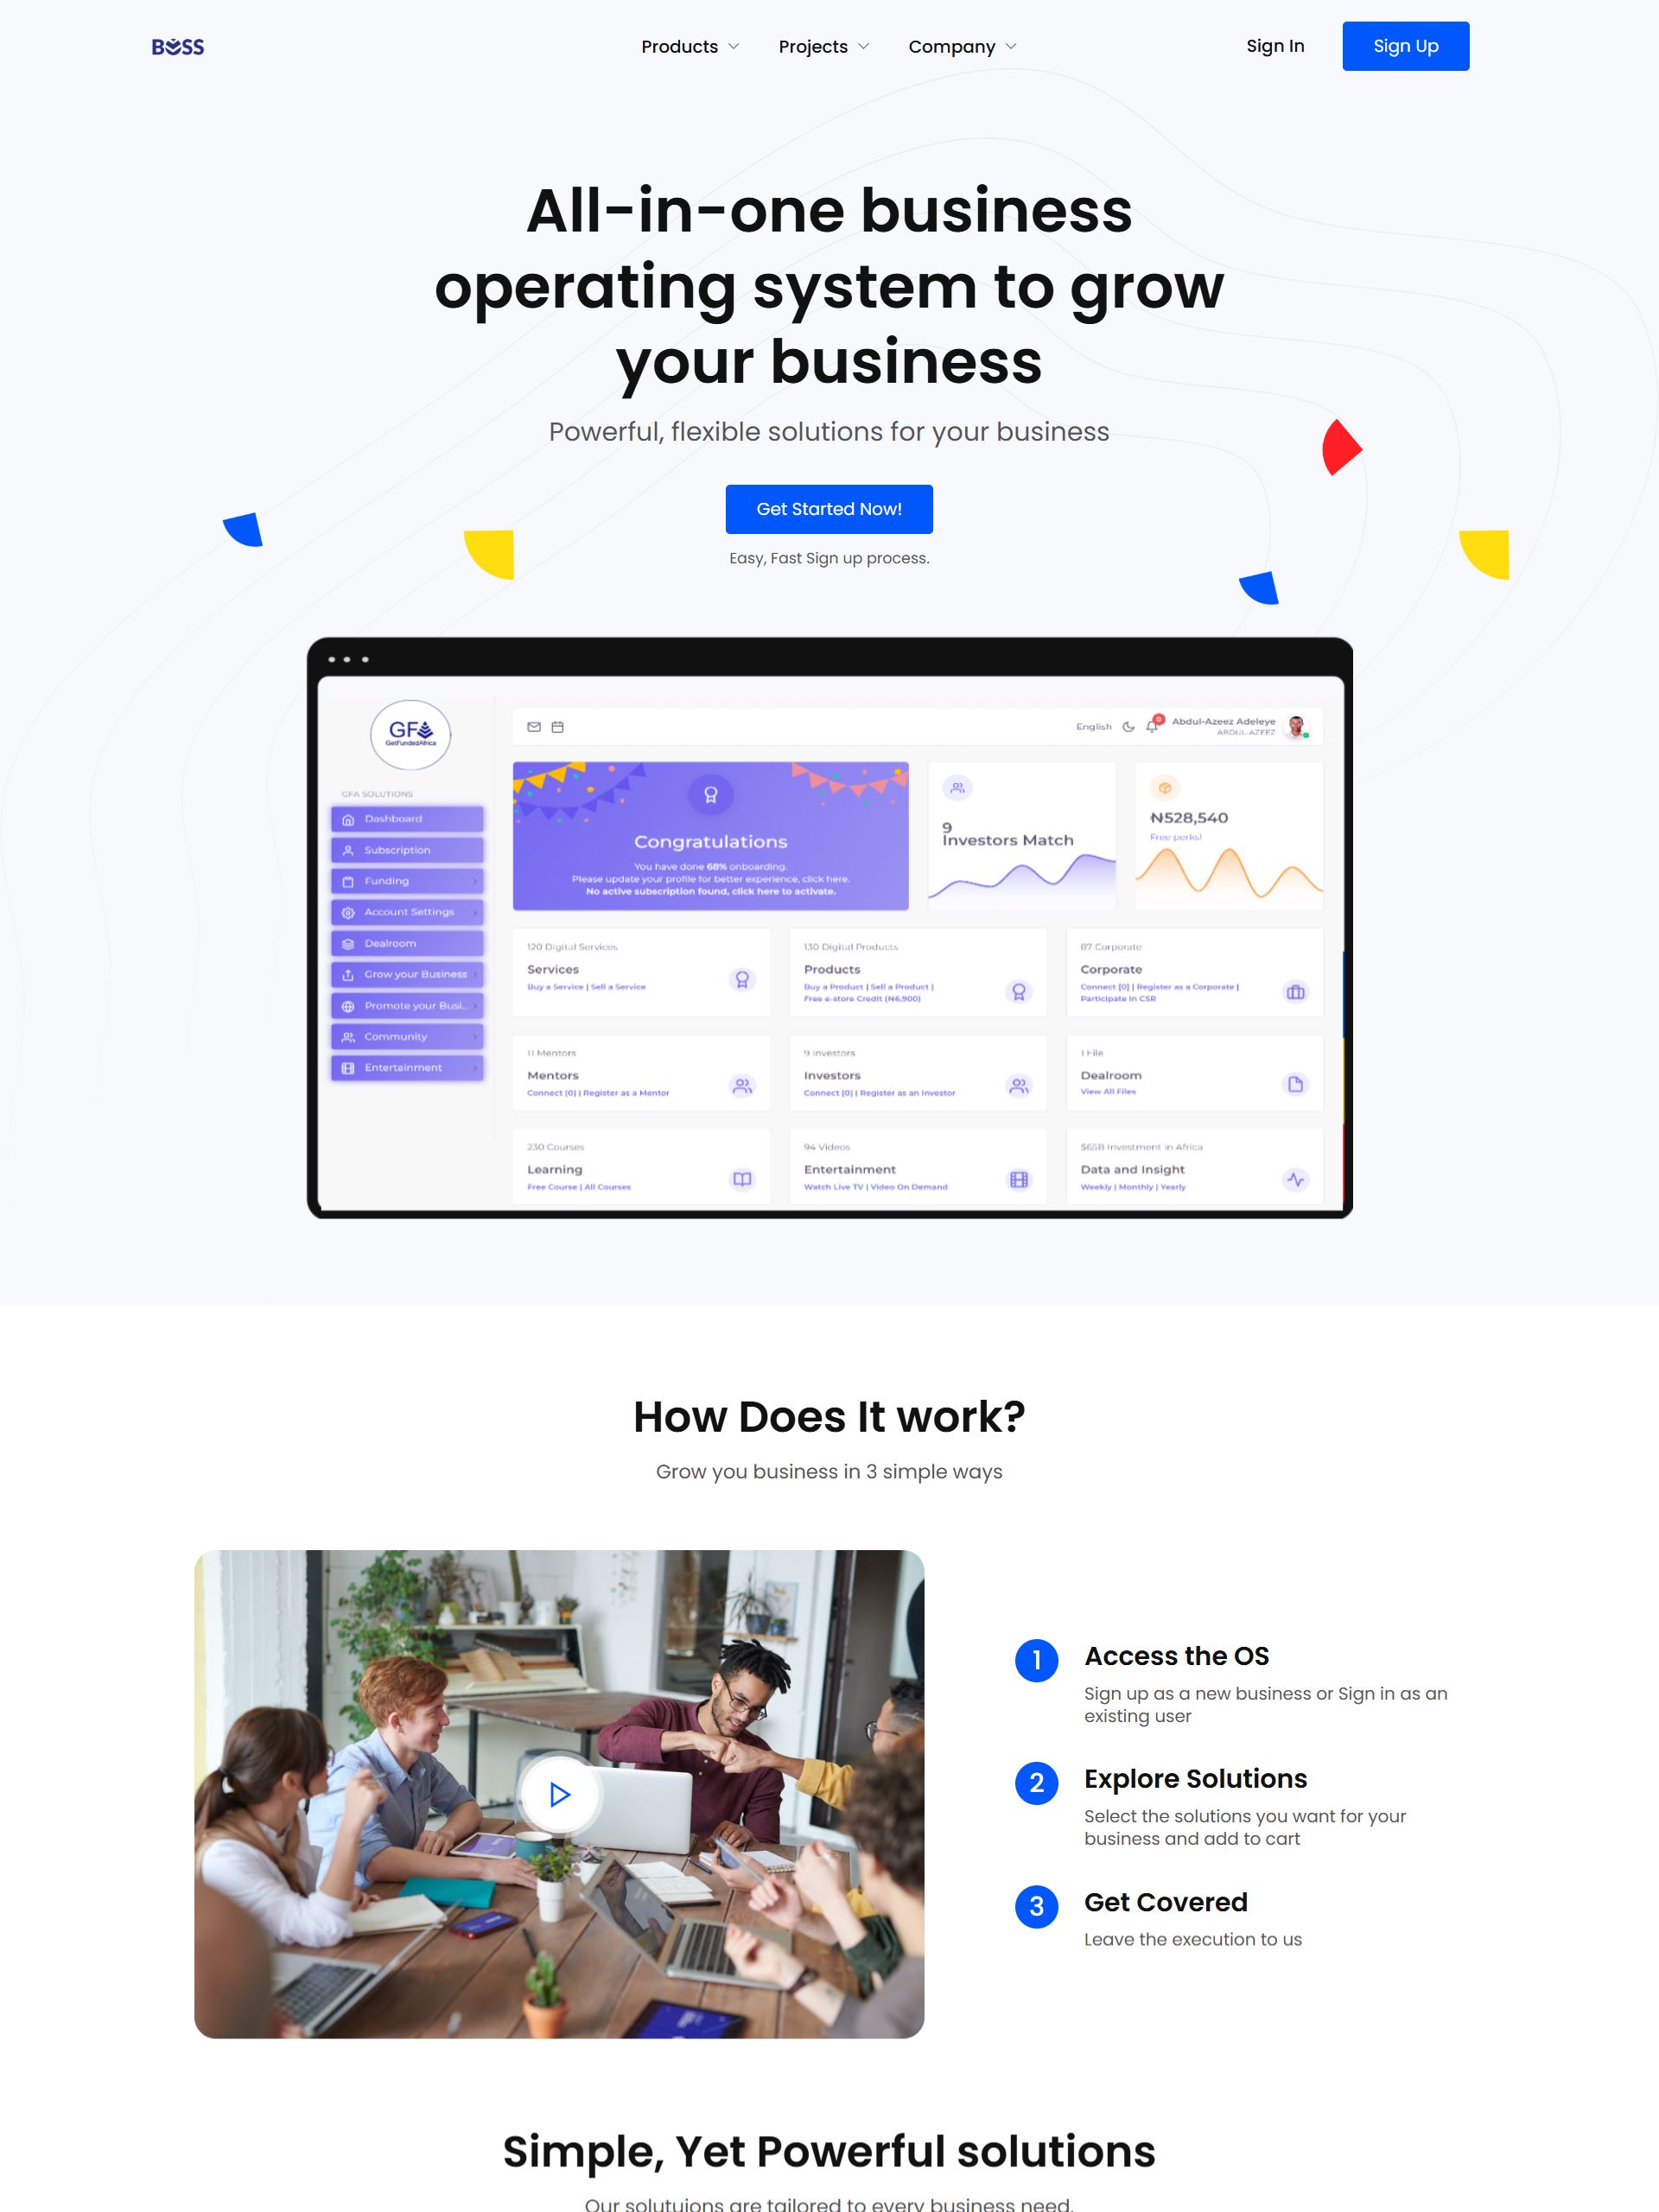 BOSS
Products
Projects
Company
Sign In
Sign Up
All-in-one business
operating system to grow
your business
Powerful, flexible solutions for your business
Get Started Now!
Easy, Fast Sign up process.
GFA
GetFundedAfrica
GFA SOLUTIONS
Dashboard
Subscription
Funding
Account Settings
Dealroom
Grow your Business
Promote your Busi...
Community
Entertainment
English
0
Abdul-Azeez Adeleye
ABDUL-AZEEZ
Congratulations
You have done 68% onboarding.
Please update your profile for better experience, click here.
No active subscription found, click here to activate.
9
Investors Match
₦528,540
Free perks!
120 Digital Services
Services
Buy a Service | Sell a Service
130 Digital Products
Products
Buy a Product | Sell a Product |
Free e-store Credit (₦6,900)
07 Corporate
Corporate
Connect [0] | Register as a Corporate |
Participate in CSR
11 Mentors
Mentors
Connect [0] | Register as a Mentor
9 Investors
Investors
Connect [0] | Register as an Investor
1 File
Dealroom
View All Files
230 Courses
Learning
Free Course | All Courses
94 Videos
Entertainment
Watch Live TV | Video On Demand
$65B Investment in Africa
Data and Insight
Weekly | Monthly | Yearly
How Does It work?
Grow you business in 3 simple ways
1
Access the OS
Sign up as a new business or Sign in as an
existing user
2
Explore Solutions
Select the solutions you want for your
business and add to cart
3
Get Covered
Leave the execution to us
Simple, Yet Powerful solutions
Our solutuions are tailored to every business need.